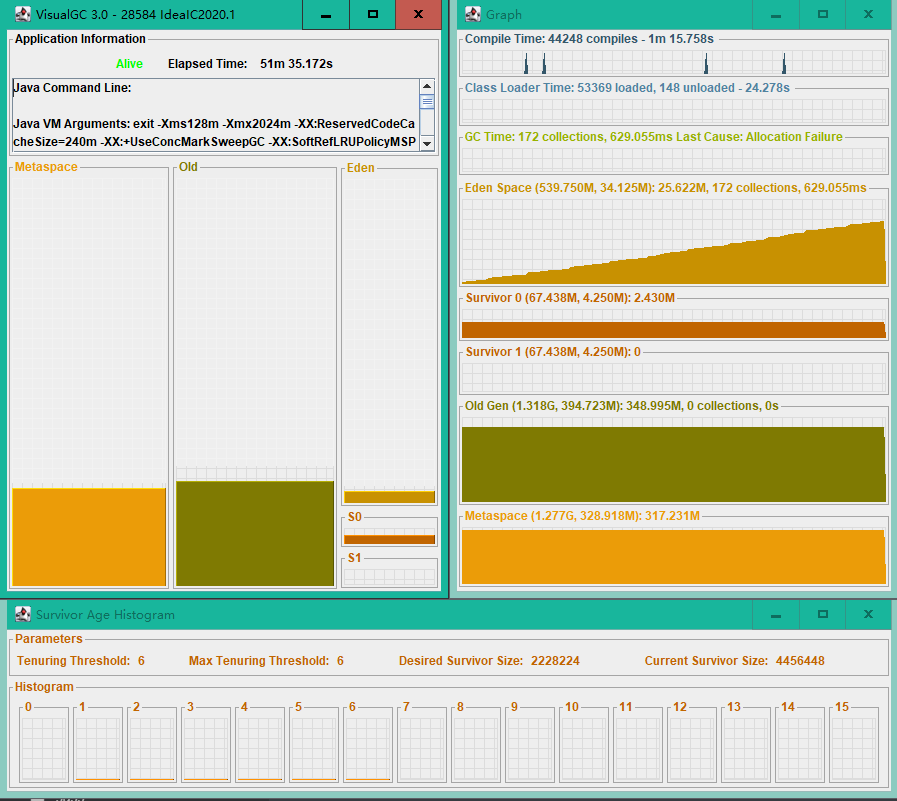 VisualGC 3.0 - 28584 IdeaIC2020.1
Application Information
Alive Elapsed Time: 51m 35.172s
Java Command Line:
Java VM Arguments: exit -Xms128m -Xmx2024m -XX:ReservedCodeCa
cheSize=240m -XX:+UseConcMarkSweepGC -XX:SoftRefLRUPolicyMSP
Metaspace
Old
Eden
S0
S1
Graph
Compile Time: 44248 compiles - 1m 15.758s
Class Loader Time: 53369 loaded, 148 unloaded - 24.278s
GC Time: 172 collections, 629.055ms Last Cause: Allocation Failure
Eden Space (539.750M, 34.125M): 25.622M, 172 collections, 629.055ms
Survivor 0 (67.438M, 4.250M): 2.430M
Survivor 1 (67.438M, 4.250M): 0
Old Gen (1.318G, 394.723M): 348.995M, 0 collections, 0s
Metaspace (1.277G, 328.918M): 317.231M
Survivor Age Histogram
Parameters
Tenuring Threshold: 6 Max Tenuring Threshold: 6 Desired Survivor Size: 2228224 Current Survivor Size: 4456448
Histogram
0 1 2 3 4 5 6 7 8 9 10 11 12 13 14 15